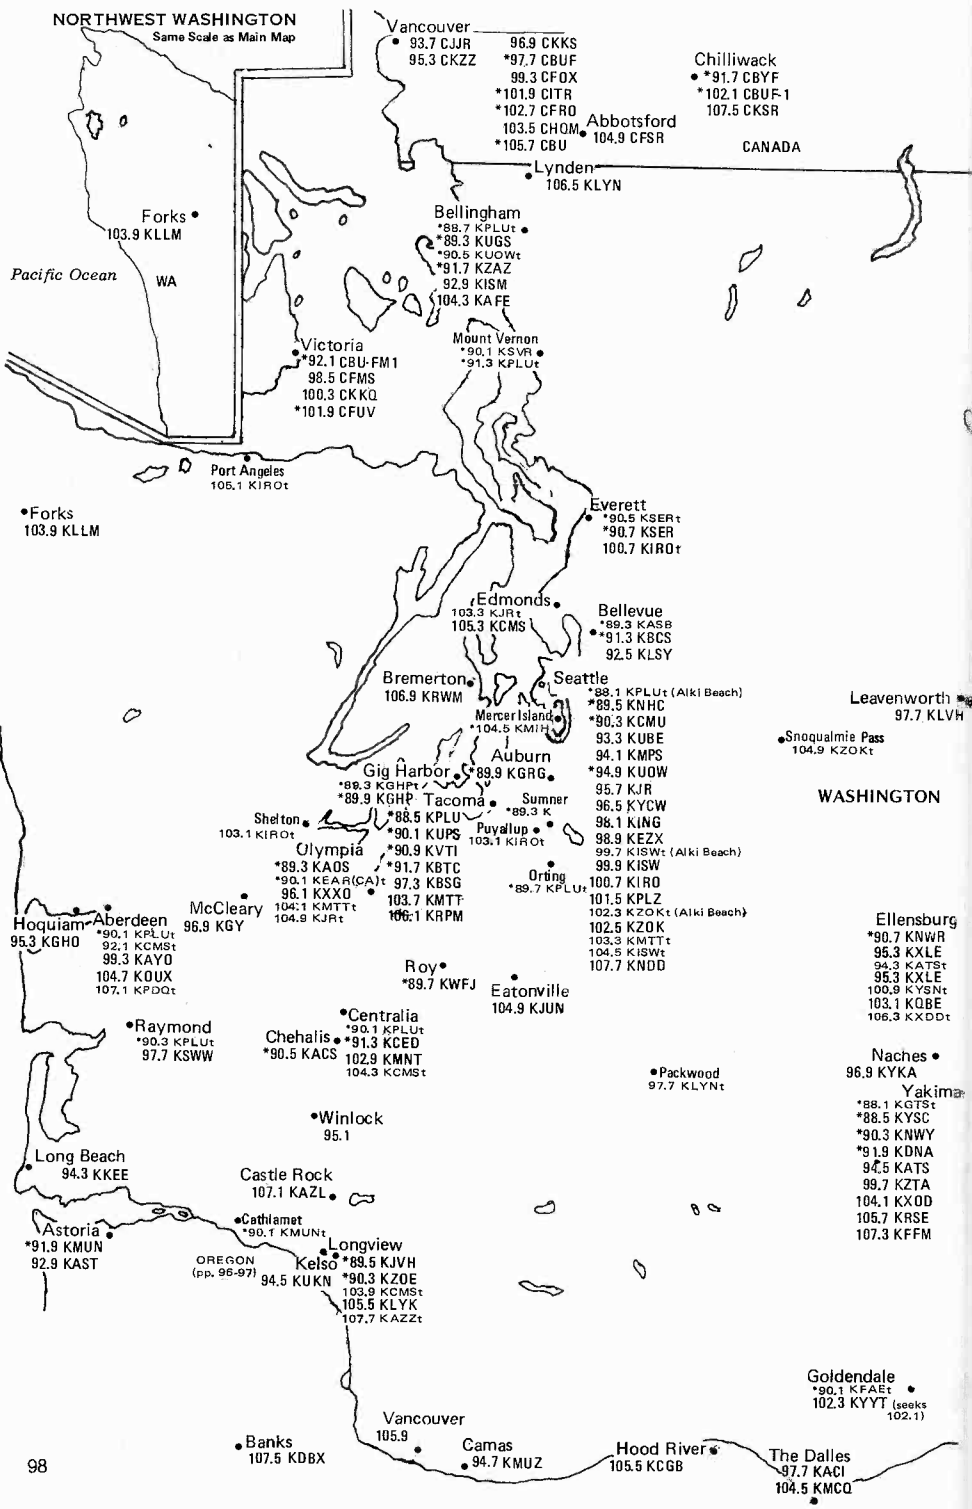 NORTHWEST WASHINGTON
Same Scale as Main Map
Forks
103.9 KLLM
Pacific Ocean
WA
Vancouver
93.7 CJJR
95.3 CKZZ
96.9 CKKS
*97.7 CBUF
99.3 CFOX
*101.9 CITR
*102.7 CFRO
103.5 CHQM
*105.7 CBU
Chilliwack
*91.7 CBYF
*102.1 CBUF-1
107.5 CKSR
Abbotsford
104.9 CFSR
CANADA
Lynden
106.5 KLYN
Bellingham
*88.7 KPLUt
*89.3 KUGS
*90.5 KUOWt
*91.7 KZAZ
92.9 KISM
104.3 KAFE
Victoria
*92.1 CBU-FM1
98.5 CFMS
100.3 CKKQ
*101.9 CFUV
Mount Vernon
*90.1 KSVR
*91.3 KPLUt
Port Angeles
105.1 KIROt
Forks
103.9 KLLM
Everett
*90.5 KSERt
*90.7 KSER
100.7 KIROt
Edmonds
103.3 KJRt
105.3 KCMS
Bellevue
*89.3 KASB
*91.3 KBCS
92.5 KLSY
Bremerton
106.9 KRWM
Seattle
*88.1 KPLUt (Alki Beach)
*89.5 KNHC
*90.3 KCMU
93.3 KUBE
94.1 KMPS
*94.9 KUOW
95.7 KJR
96.5 KYCW
98.1 KING
98.9 KEZX
99.7 KISWt (Alki Beach)
99.9 KISW
100.7 KIRO
101.5 KPLZ
102.3 KZOKt (Alki Beach)
102.5 KZOK
103.3 KMTTt
104.5 KISWt
107.7 KNDD
Mercer Island
*104.5 KMIH
Leavenworth
97.7 KLVH
Snoqualmie Pass
104.9 KZOKt
WASHINGTON
Auburn
*89.9 KGRG
Gig Harbor
*89.3 KGHPt
*89.9 KGHP
Tacoma
*88.5 KPLU
*90.1 KUPS
*90.9 KVTI
*91.7 KBTC
97.3 KBSG
103.7 KMTT
106.1 KRPM
Sumner
*89.3 K
Puyallup
103.1 KIROt
Orting
*89.7 KPLUt
Shelton
103.1 KIROt
Olympia
*89.3 KAOS
*90.1 KEAR(CA)t
96.1 KXXO
104.1 KMTTt
104.9 KJRt
McCleary
96.9 KGY
Hoquiam
95.3 KGHO
Aberdeen
*90.1 KPLUt
92.1 KCMSt
99.3 KAYO
104.7 KDUX
107.1 KPDQt
Ellensburg
*90.7 KNWR
95.3 KXLE
94.3 KATSt
95.3 KXLE
100.9 KYSNt
103.1 KQBE
106.3 KXDDt
Roy
*89.7 KWFJ
Eatonville
104.9 KJUN
Raymond
*90.3 KPLUt
97.7 KSWW
Centralia
*90.1 KPLUt
*91.3 KCED
102.9 KMNT
104.3 KCMSt
Chehalis
*90.5 KACS
Packwood
97.7 KLYNt
Naches
96.9 KYKA
Yakima
*88.1 KGTSt
*88.5 KYSC
*90.3 KNWY
*91.9 KDNA
94.5 KATS
99.7 KZTA
104.1 KXDD
105.7 KRSE
107.3 KFFM
Winlock
95.1
Long Beach
94.3 KKEE
Castle Rock
107.1 KAZL
Cathlamet
*90.1 KMUNt
Astoria
*91.9 KMUN
92.9 KAST
OREGON
(pp. 96-97)
Kelso
94.5 KUKN
Longview
*89.5 KJVH
*90.3 KZOE
103.9 KCMSt
105.5 KLYK
107.7 KAZZt
Goldendale
*90.1 KFAEt
102.3 KYYT (seeks
102.1)
Vancouver
105.9
Banks
107.5 KDBX
Camas
94.7 KMUZ
Hood River
105.5 KCGB
The Dalles
97.7 KACI
104.5 KMCQ
98